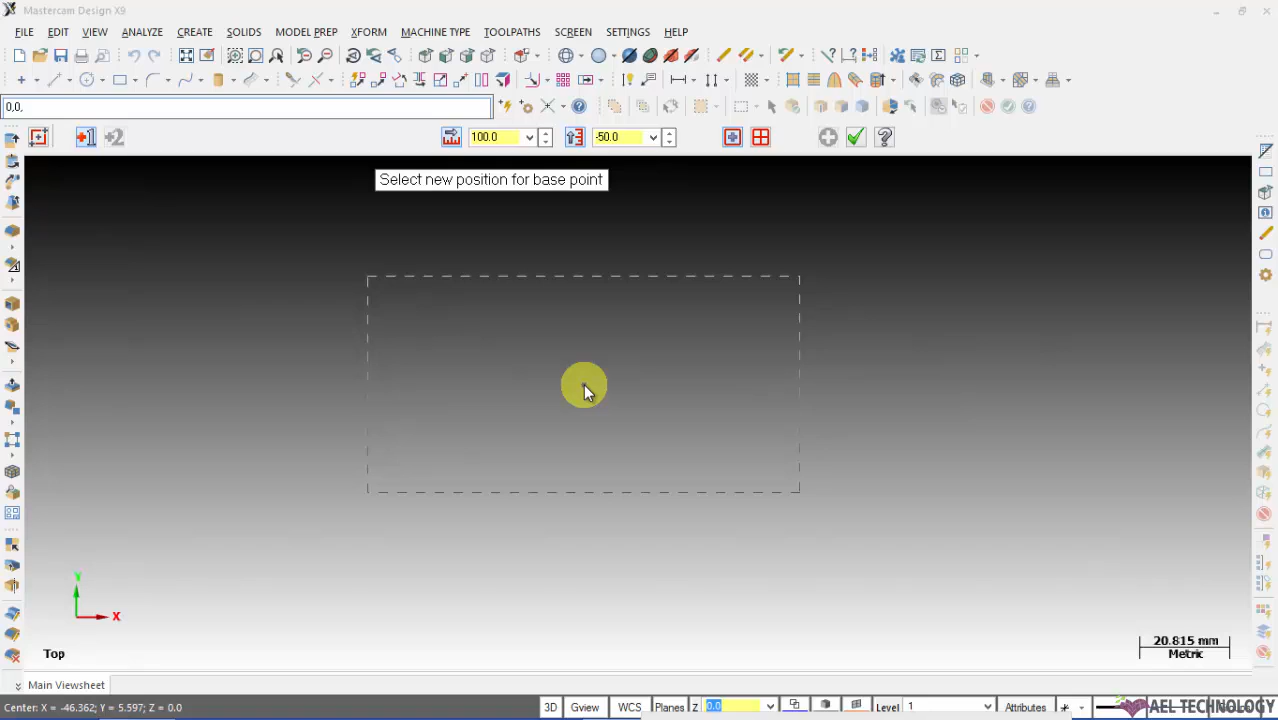 Mastercam Design X9
FILE EDIT VIEW ANALYZE CREATE SOLIDS MODEL PREP XFORM MACHINE TYPE TOOLPATHS SCREEN SETTINGS HELP
0,0,
100.0 -50.0
Select new position for base point
Y
X
Top
20.815 mm
Metric
Main Viewsheet
Center: X = -46.362; Y = 5.597; Z = 0.0 3D Gview WCS Planes Z 0.0 Level 1 Attributes
AEL TECHNOLOGY